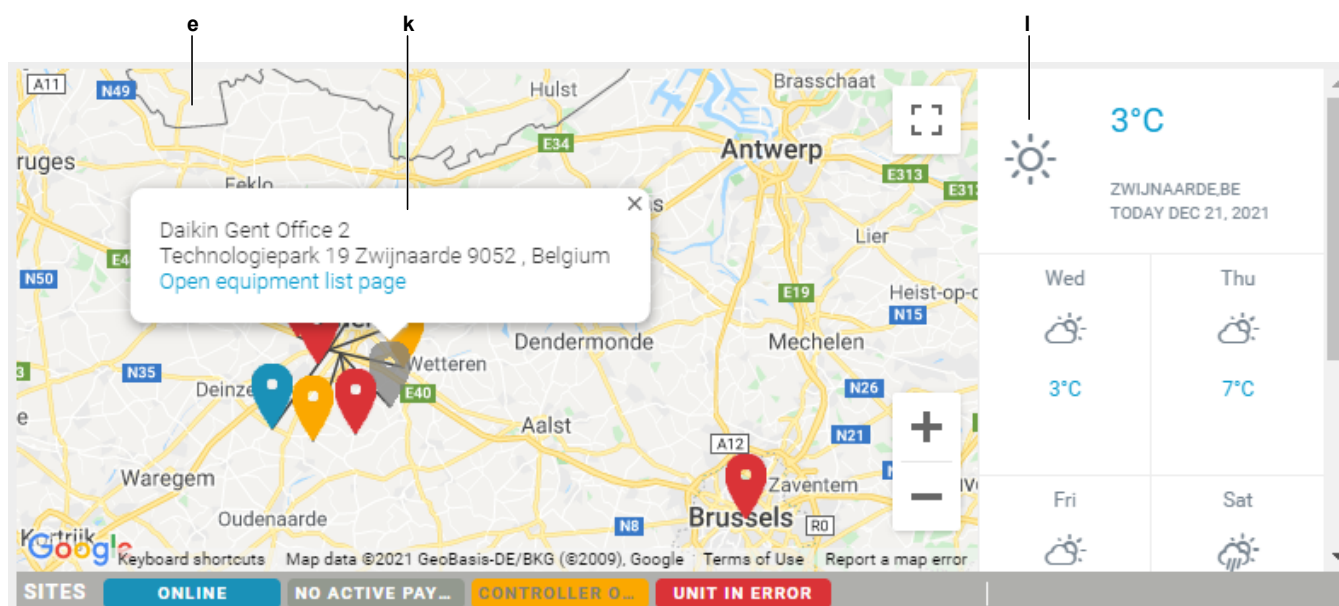 e
k
l
A11
N49
Hulst
Brasschaat
E34
Antwerp
ruges
E313
E313
Eeklo
Daikin Gent Office 2
Technologiepark 19 Zwijnaarde 9052 , Belgium
Open equipment list page
Lier
N50
E19
Heist-op-d
N15
Dendermonde
Mechelen
Wetteren
N35
Deinze
E40
N26
Aalst
A12
N21
Waregem
Zaventem
Oudenaarde
N8
Brussels
R0
Kortrijk
Google
Keyboard shortcuts
Map data ©2021 GeoBasis-DE/BKG (©2009), Google
Terms of Use
Report a map error
3°C
ZWIJNAARDE,BE
TODAY DEC 21, 2021
Wed
Thu
3°C
7°C
Fri
Sat
SITES
ONLINE
NO ACTIVE PAY...
CONTROLLER O...
UNIT IN ERROR